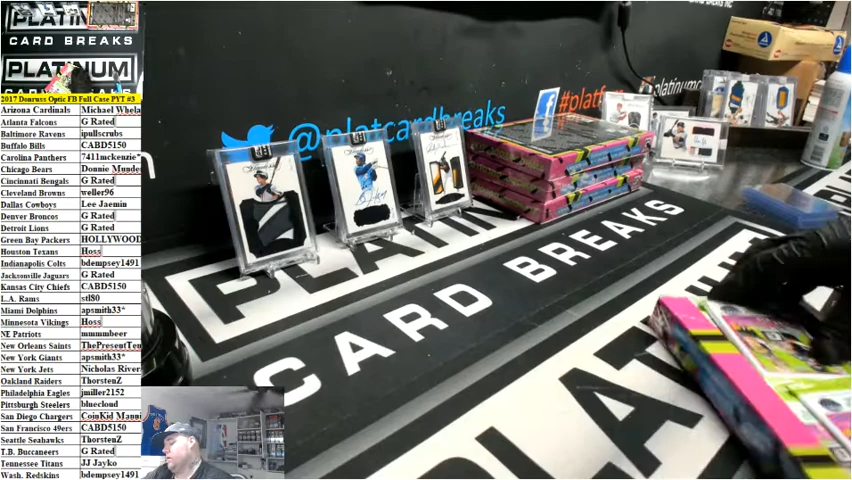 PLATINUM
CARD BREAKS
PLATINUM
2017 Donruss Optic FB Full Case PYT #3
Arizona Cardinals Michael Whela
Atlanta Falcons G Rated
Baltimore Ravens ipullscrubs
Buffalo Bills CABD5150
Carolina Panthers 7411mckenzie*
Chicago Bears Donnie Mundes
Cincinnati Bengals G Rated
Cleveland Browns weller96
Dallas Cowboys Lee Jaemin
Denver Broncos G Rated
Detroit Lions G Rated
Green Bay Packers HOLLYWOOD
Houston Texans Hoss
Indianapolis Colts bdempsey1491
Jacksonville Jaguars G Rated
Kansas City Chiefs CABD5150
L.A. Rams stl80
Miami Dolphins apsmith33*
Minnesota Vikings Hoss
NE Patriots mmmmbeer
New Orleans Saints ThePresentTen
New York Giants apsmith33*
New York Jets Nicholas River
Oakland Raiders ThorstenZ
Philadelphia Eagles jmiller2152
Pittsburgh Steelers bluecloud
San Diego Chargers CoinKid Manni
San Francisco 49ers CABD5150
Seattle Seahawks ThorstenZ
T.B. Buccaneers G Rated
Tennessee Titans JJ Jayko
Wash. Redskins bdempsey1491
@platcardbreaks
#platin
platinumc
PLATIN
CARD BREAKS
PLATINUM